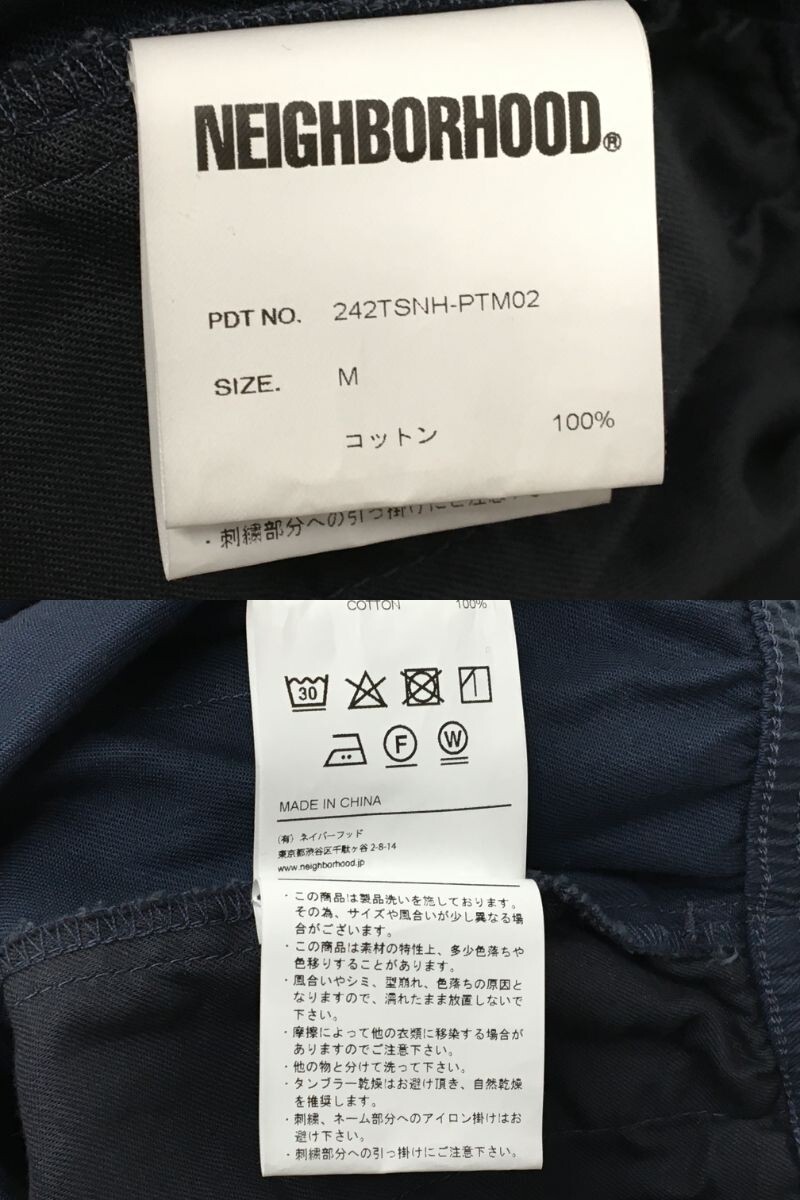 NEIGHBORHOOD®
PDT NO. 242TSNH-PTM02
SIZE. M
コットン 100%
・刺繍部分への引っ掛けにご注意
COTTON 100%
30
F W
MADE IN CHINA
(有) ネイバーフッド
東京都渋谷区千駄ヶ谷 2-8-14
www.neighborhood.jp
・この商品は製品洗いを施しております。
その為、サイズや風合いが少し異なる場
合がございます。
・この商品は素材の特性上、多少色落ちや
色移りすることがあります。
・風合いやシミ、型崩れ、色落ちの原因と
なりますので、濡れたまま放置しないで
下さい。
・摩擦によって他の衣類に移染する場合が
ありますのでご注意下さい。
・他の物と分けて洗って下さい。
・タンブラー乾燥はお避け頂き、自然乾燥
を推奨します。
・刺繍、ネーム部分へのアイロン掛けはお
避け下さい。
・刺繍部分への引っ掛けにご注意下さい。